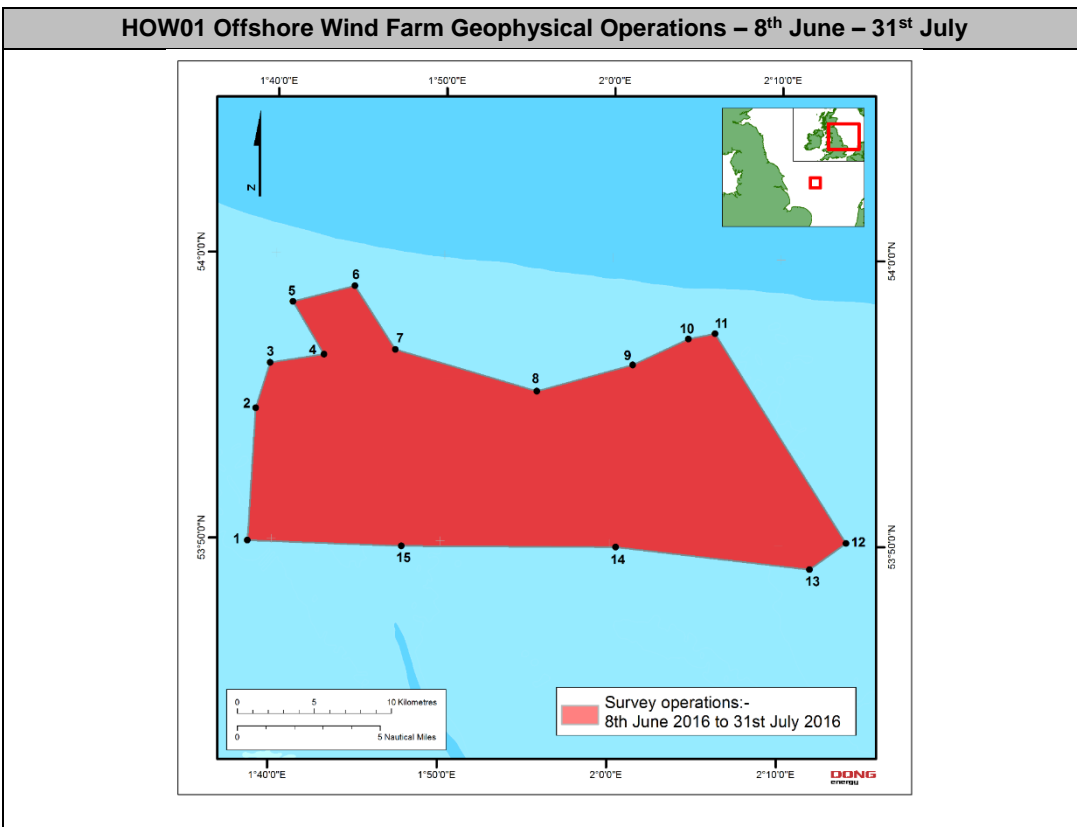 HOW01 Offshore Wind Farm Geophysical Operations – 8th June – 31st July
1°40'0"E 1°50'0"E 2°0'0"E 2°10'0"E
N
54°0'0"N 54°0'0"N
6
5
11
10
7
4
3
9
8
2
1
53°50'0"N 53°50'0"N
15
14
12
13
0 5 10 Kilometres
0 5 Nautical Miles
Survey operations:-
8th June 2016 to 31st July 2016
1°40'0"E 1°50'0"E 2°0'0"E 2°10'0"E
DONG
energy